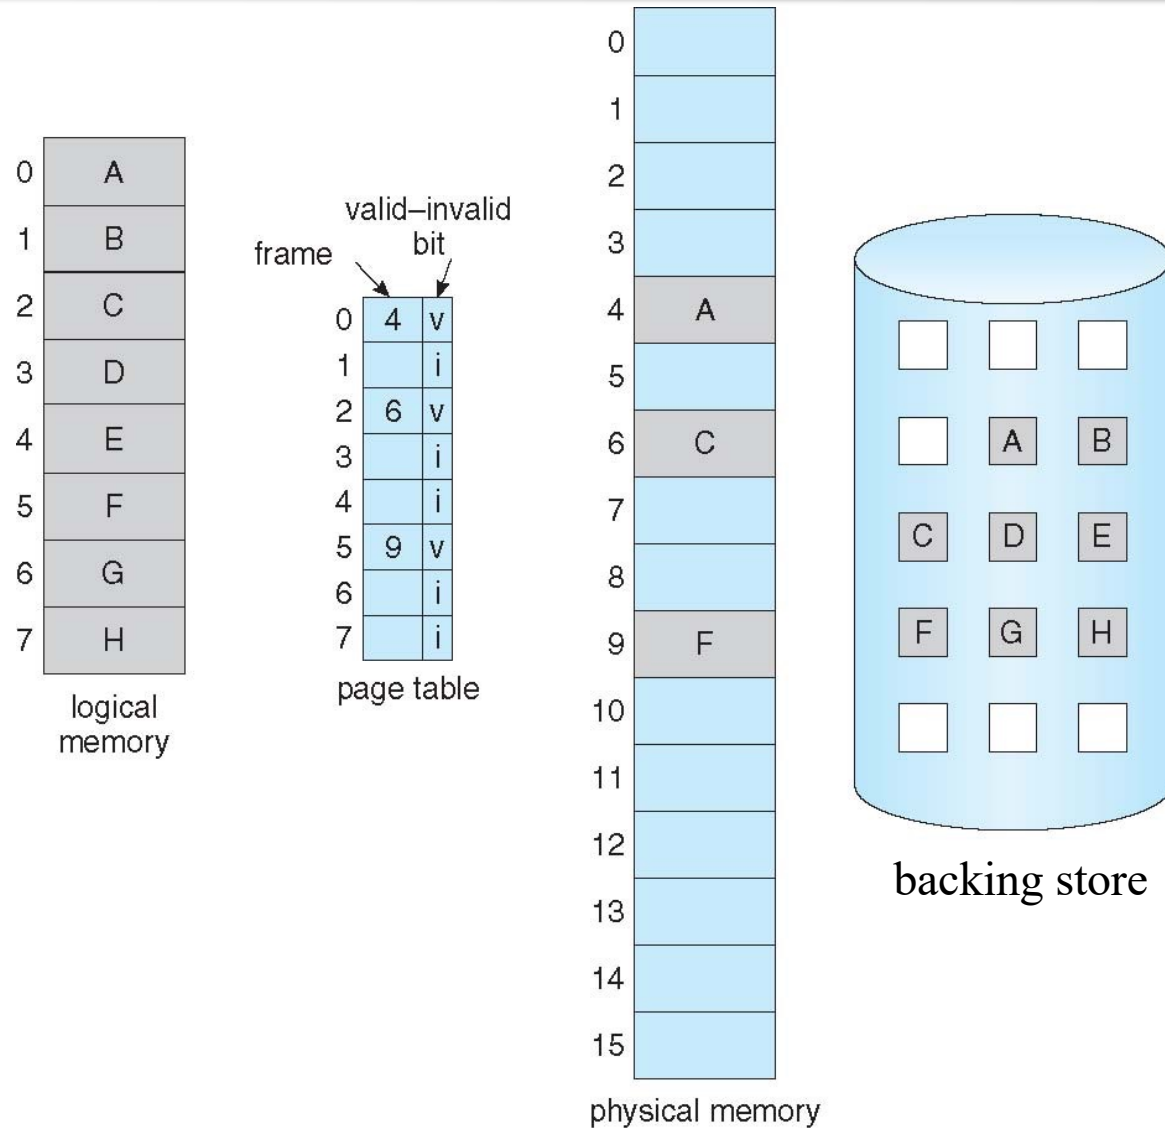 0 A
1 B
2 C
3 D
4 E
5 F
6 G
7 H
logical
memory
valid–invalid
bit
frame
0 4 v
1 i
2 6 v
3 i
4 i
5 9 v
6 i
7 i
page table
0
1
2
3
4 A
5
6 C
7
8
9 F
10
11
12
13
14
15
physical memory
A B
C D E
F G H
backing store